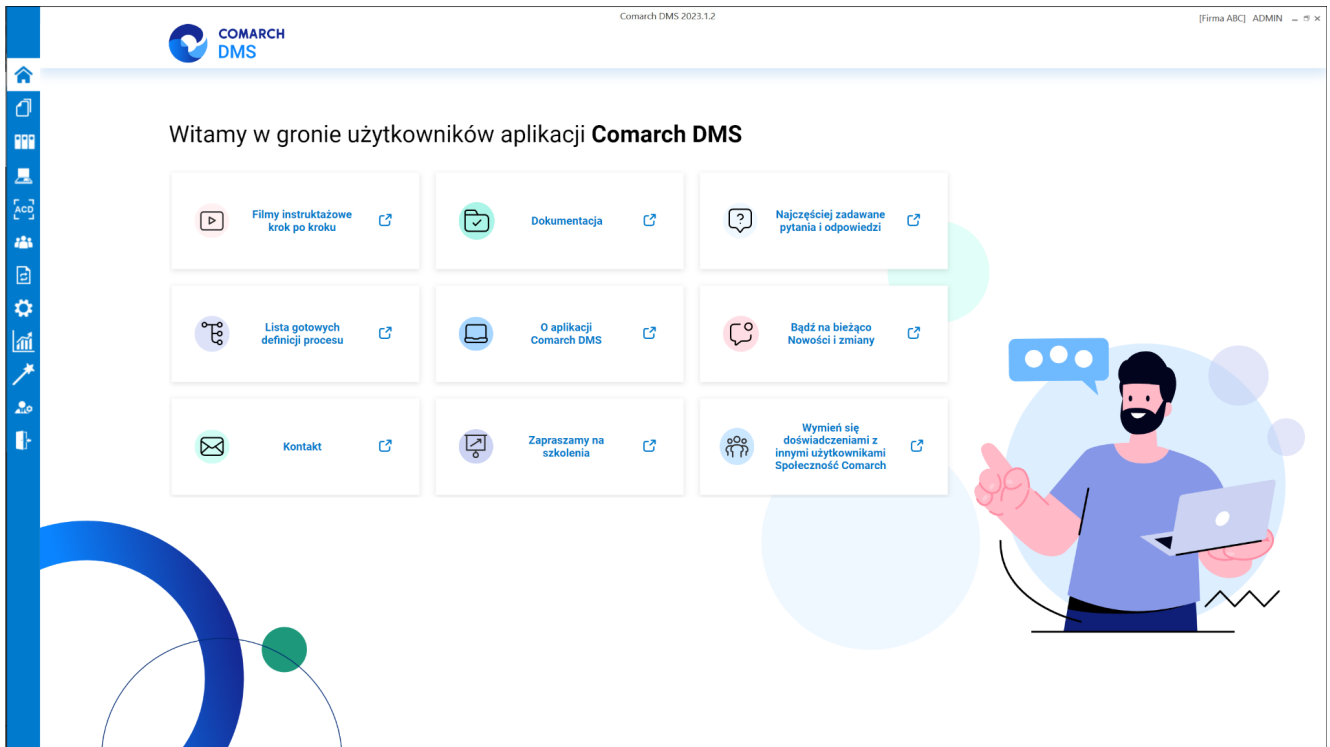 Comarch DMS 2023.1.2
[Firma ABC] ADMIN
COMARCH
DMS
ACD
Witamy w gronie użytkowników aplikacji Comarch DMS
Filmy instruktażowe
krok po kroku
Dokumentacja
Najczęściej zadawane
pytania i odpowiedzi
Lista gotowych
definicji procesu
O aplikacji
Comarch DMS
Bądź na bieżąco
Nowości i zmiany
Kontakt
Zapraszamy na
szkolenia
Wymień się
doświadczeniami z
innymi użytkownikami
Społeczność Comarch